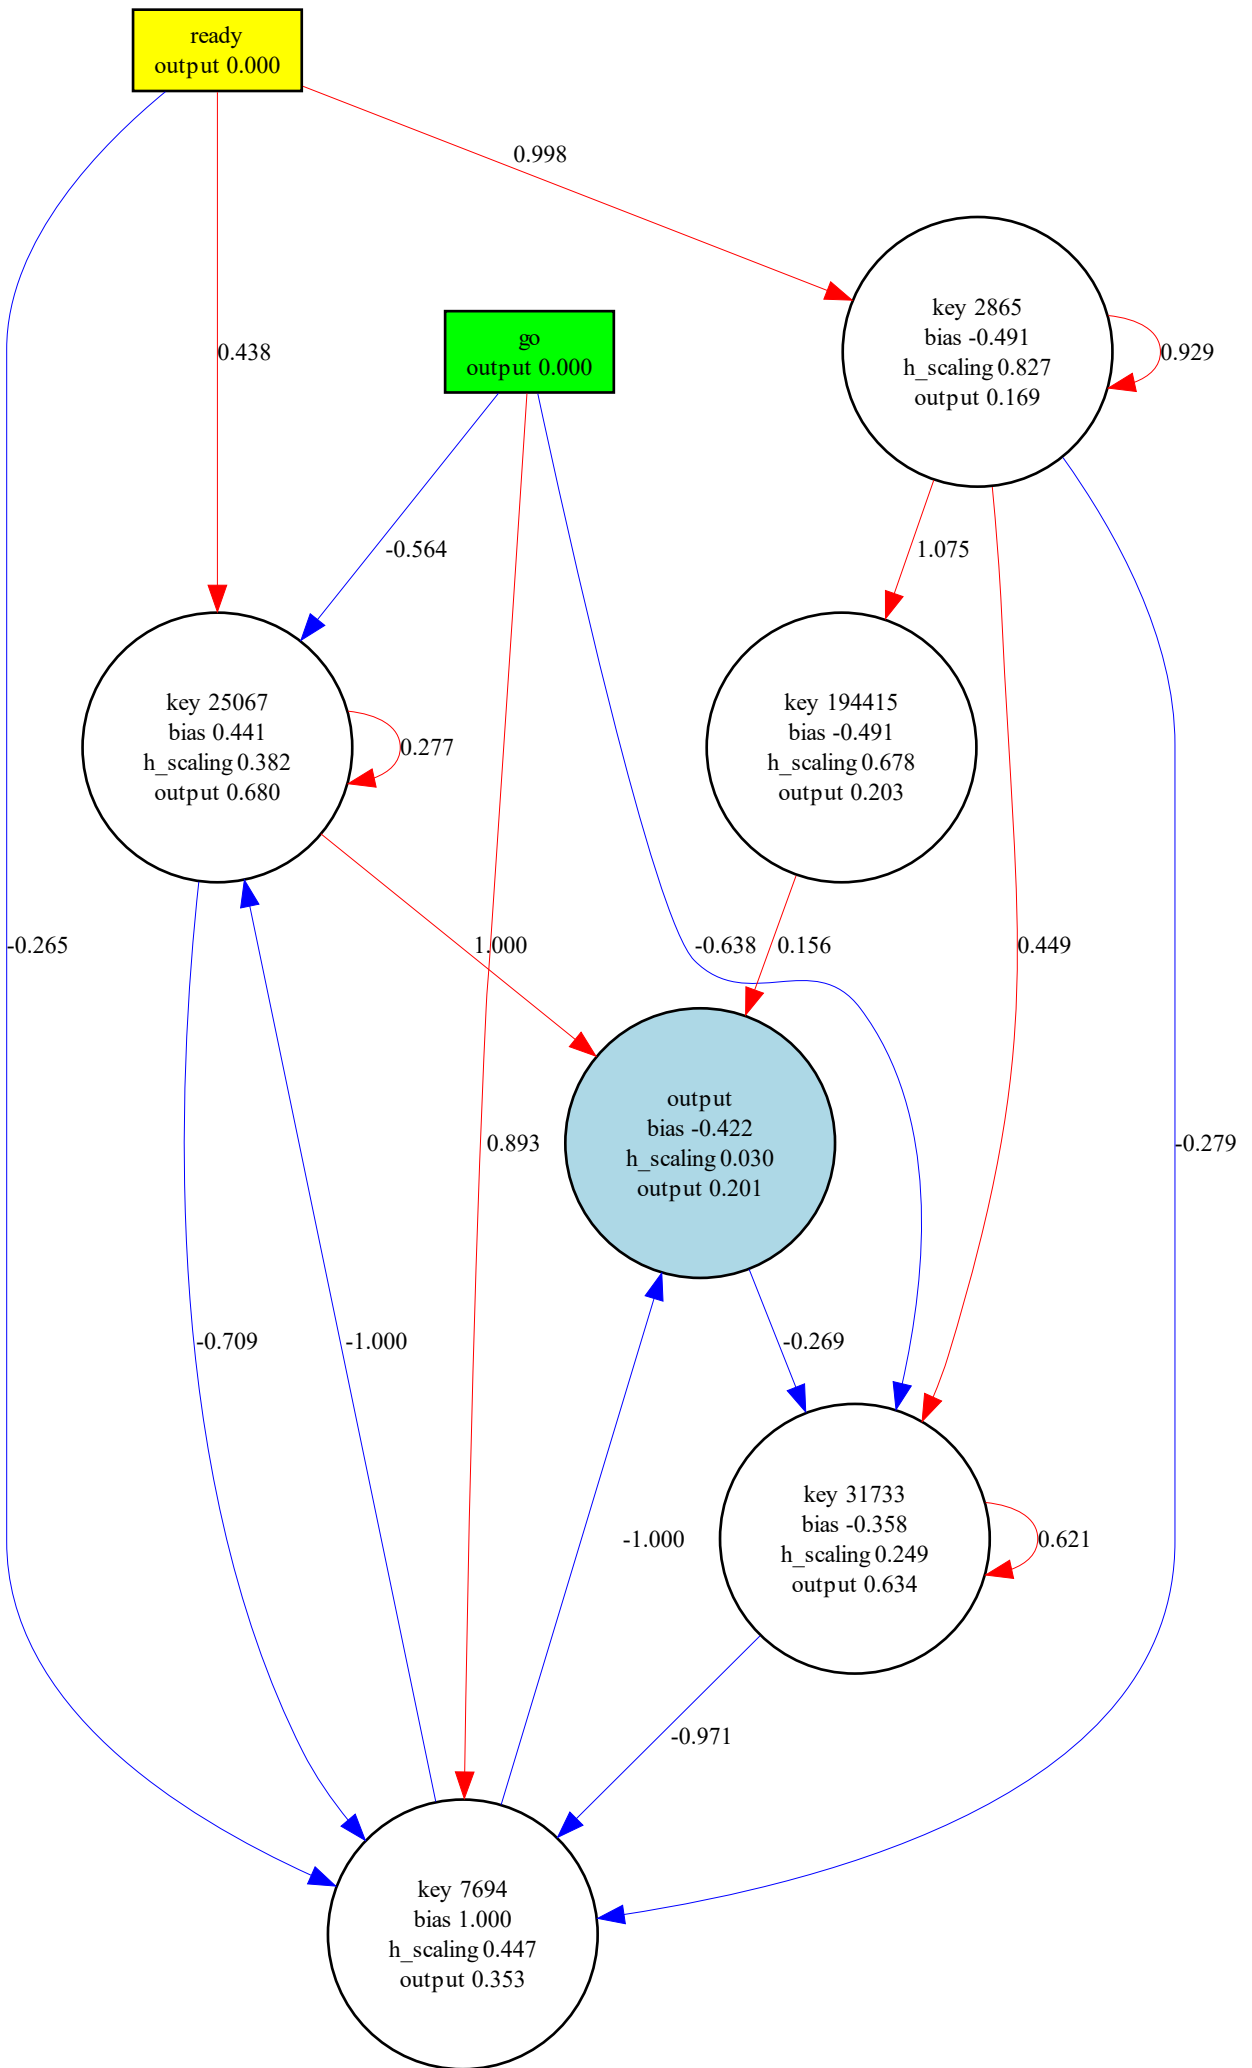 ready
output 0.000
0.998
go
output 0.000
key 2865
bias -0.491
h_scaling 0.827
output 0.169
0.929
0.438
-0.564
1.075
key 25067
bias 0.441
h_scaling 0.382
output 0.680
0.277
key 194415
bias -0.491
h_scaling 0.678
output 0.203
-0.265
1.000
-0.638
0.156
0.449
output
bias -0.422
h_scaling 0.030
output 0.201
0.893
-0.279
-0.709
-1.000
-0.269
key 31733
bias -0.358
h_scaling 0.249
output 0.634
-1.000
0.621
-0.971
key 7694
bias 1.000
h_scaling 0.447
output 0.353